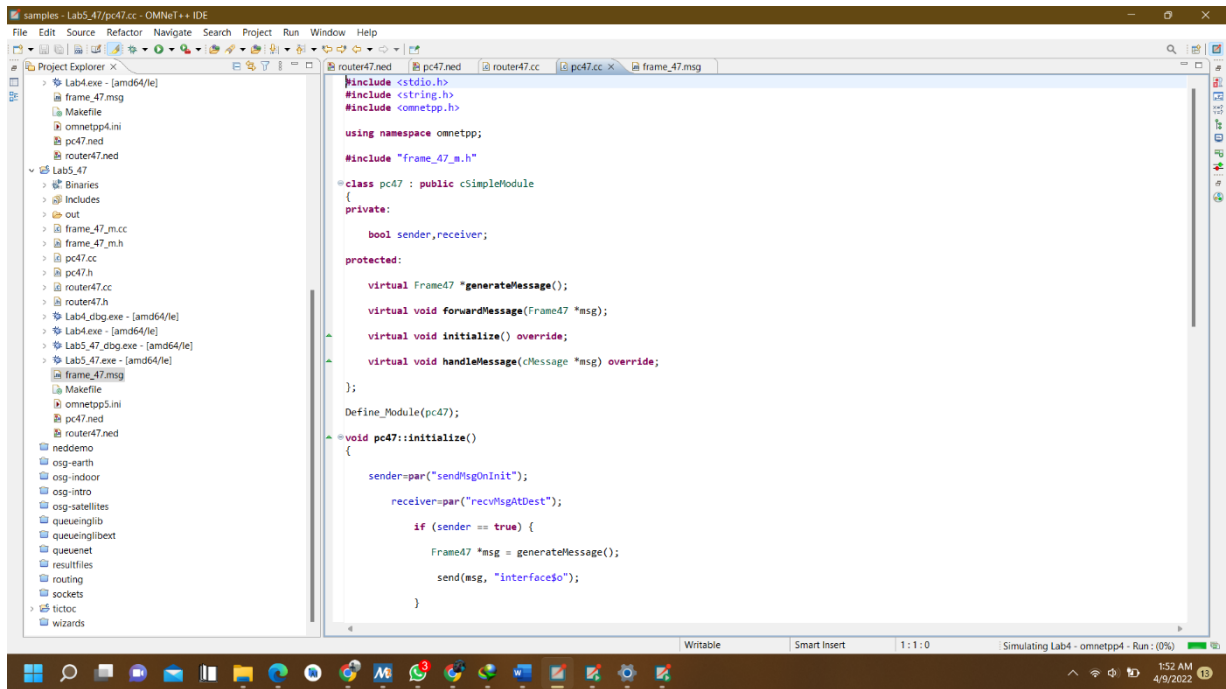 samples - Lab5_47/pc47.cc - OMNeT++ IDE
File Edit Source Refactor Navigate Search Project Run Window Help
Project Explorer
router47.ned pc47.ned router47.cc pc47.cc frame_47.msg
Lab4.exe - [amd64/le]
frame_47.msg
Makefile
omnetpp4.ini
pc47.ned
router47.ned
Lab5_47
Binaries
Includes
out
frame_47_m.cc
frame_47_m.h
pc47.cc
pc47.h
router47.cc
router47.h
Lab4_dbg.exe - [amd64/le]
Lab4.exe - [amd64/le]
Lab5_47_dbg.exe - [amd64/le]
Lab5_47.exe - [amd64/le]
frame_47.msg
Makefile
omnetpp5.ini
pc47.ned
router47.ned
neddemo
osg-earth
osg-indoor
osg-intro
osg-satellites
queueinglib
queueinglibext
queuenet
resultfiles
routing
sockets
tictoc
wizards
#include <stdio.h>
#include <string.h>
#include <omnetpp.h>
using namespace omnetpp;
#include "frame_47_m.h"
class pc47 : public cSimpleModule
{
private:
bool sender,receiver;
protected:
virtual Frame47 *generateMessage();
virtual void forwardMessage(Frame47 *msg);
virtual void initialize() override;
virtual void handleMessage(cMessage *msg) override;
};
Define_Module(pc47);
void pc47::initialize()
{
sender=par("sendMsgOnInit");
receiver=par("recvMsgAtDest");
if (sender == true) {
Frame47 *msg = generateMessage();
send(msg, "interface$o");
}
Writable Smart Insert 1 : 1 : 0 Simulating Lab4 - omnetpp4 - Run : (0%)
3
1:52 AM
4/9/2022
13